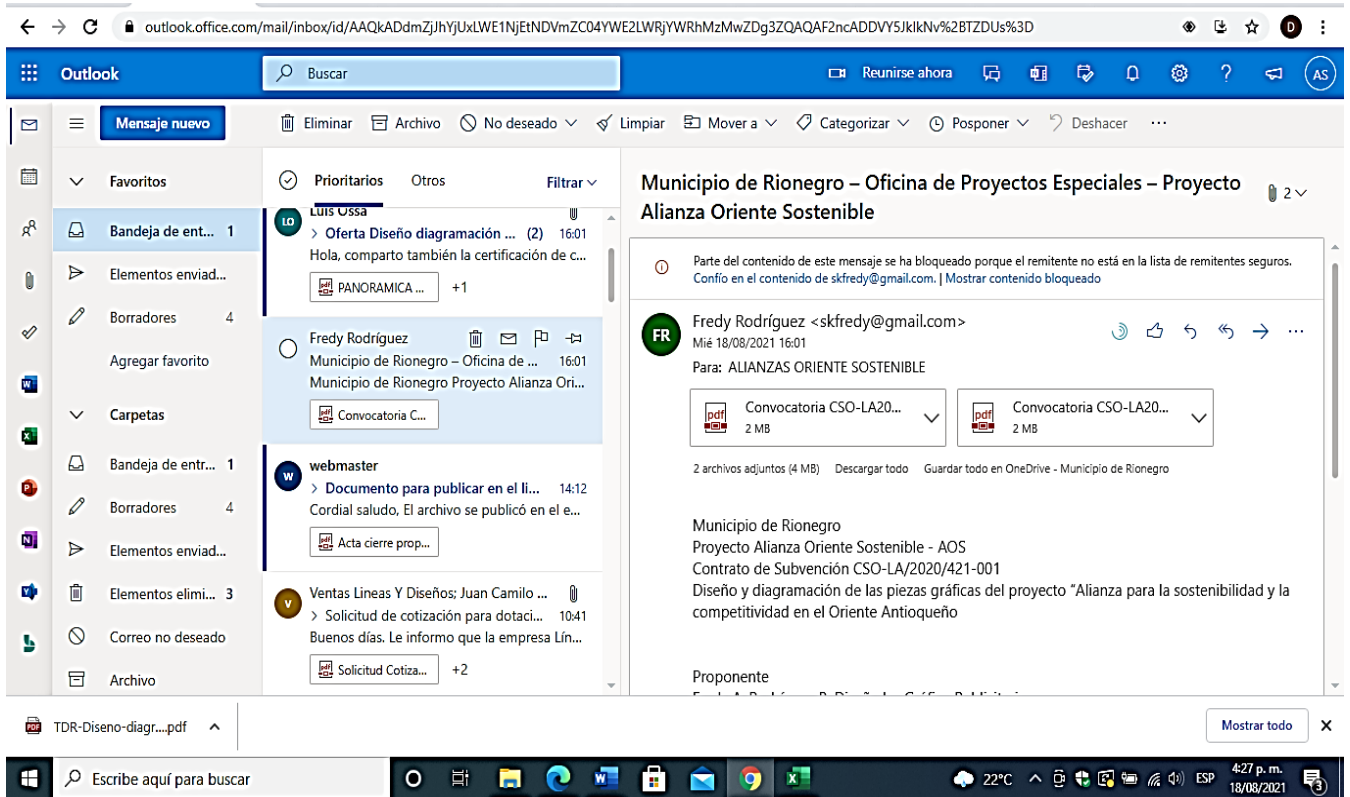 outlook.office.com/mail/inbox/id/AAQkADdmZjJhYjUxLWE1NjEtNDVmZC04YWE2LWRjYWRhMzMwZDg3ZQAQAF2ncADDVY5JkIkNv%2BTZDUs%3D
D
Outlook
Buscar
Reunirse ahora
AS
Mensaje nuevo
Eliminar
Archivo
No deseado
Limpiar
Mover a
Categorizar
Posponer
Deshacer
Favoritos
Bandeja de ent... 1
Elementos enviad...
Borradores 4
Agregar favorito
Carpetas
Bandeja de entr... 1
Borradores 4
Elementos enviad...
Elementos elimi... 3
Correo no deseado
Archivo
Prioritarios Otros Filtrar
LO
Luis Ossa
> Oferta Diseño diagramación ... (2) 16:01
Hola, comparto también la certificación de c...
PANORAMICA ... +1
Fredy Rodríguez
Municipio de Rionegro – Oficina de ... 16:01
Municipio de Rionegro Proyecto Alianza Ori...
Convocatoria C...
W
webmaster
> Documento para publicar en el li... 14:12
Cordial saludo, El archivo se publicó en el e...
Acta cierre prop...
V
Ventas Lineas Y Diseños; Juan Camilo ...
> Solicitud de cotización para dotaci... 10:41
Buenos días. Le informo que la empresa Lín...
Solicitud Cotiza... +2
Municipio de Rionegro – Oficina de Proyectos Especiales – Proyecto
Alianza Oriente Sostenible
2
Parte del contenido de este mensaje se ha bloqueado porque el remitente no está en la lista de remitentes seguros.
Confío en el contenido de skfredy@gmail.com. | Mostrar contenido bloqueado
FR
Fredy Rodríguez <skfredy@gmail.com>
Mié 18/08/2021 16:01
Para: ALIANZAS ORIENTE SOSTENIBLE
Convocatoria CSO-LA20...
2 MB
Convocatoria CSO-LA20...
2 MB
2 archivos adjuntos (4 MB) Descargar todo Guardar todo en OneDrive - Municipio de Rionegro
Municipio de Rionegro
Proyecto Alianza Oriente Sostenible - AOS
Contrato de Subvención CSO-LA/2020/421-001
Diseño y diagramación de las piezas gráficas del proyecto “Alianza para la sostenibilidad y la
competitividad en el Oriente Antioqueño
Proponente
TDR-Diseno-diagr....pdf
Mostrar todo
Escribe aquí para buscar
22°C
ESP
4:27 p. m.
18/08/2021
3